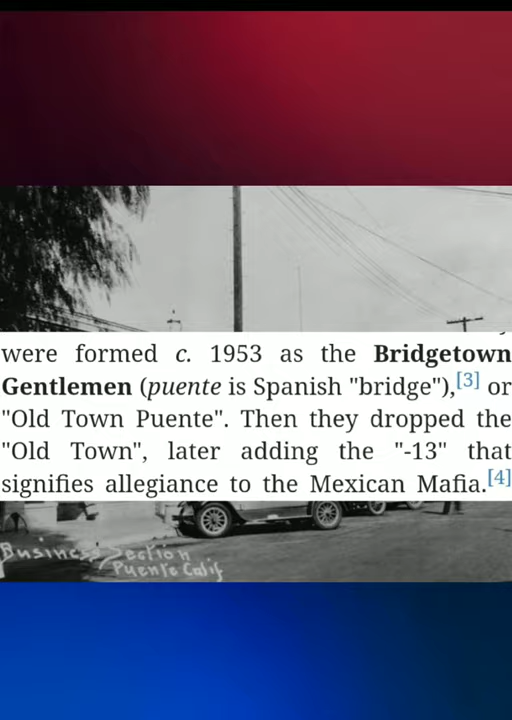 were formed c. 1953 as the Bridgetown
Gentlemen (puente is Spanish "bridge"),[3] or
"Old Town Puente". Then they dropped the
"Old Town", later adding the "-13" that
signifies allegiance to the Mexican Mafia.[4]
Business Section
Puente Calif